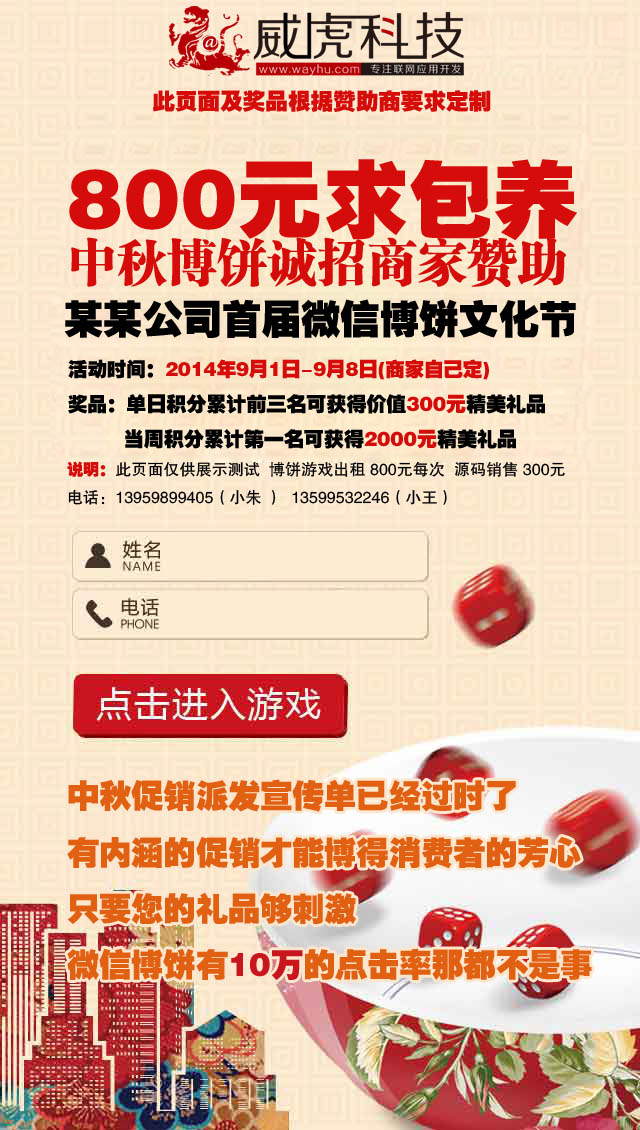 @
威虎科技
www.wayhu.com 专注联网应用开发
此页面及奖品根据赞助商要求定制
800元求包养
中秋博饼诚招商家赞助
某某公司首届微信博饼文化节
活动时间：2014年9月1日-9月8日(商家自己定)
奖品：单日积分累计前三名可获得价值300元精美礼品
当周积分累计第一名可获得2000元精美礼品
说明：此页面仅供展示测试 博饼游戏出租 800元每次 源码销售 300元
电话：13959899405（小朱 ） 13599532246（小王）
姓名
NAME
电话
PHONE
点击进入游戏
中秋促销派发宣传单已经过时了
有内涵的促销才能博得消费者的芳心
只要您的礼品够刺激
微信博饼有10万的点击率那都不是事